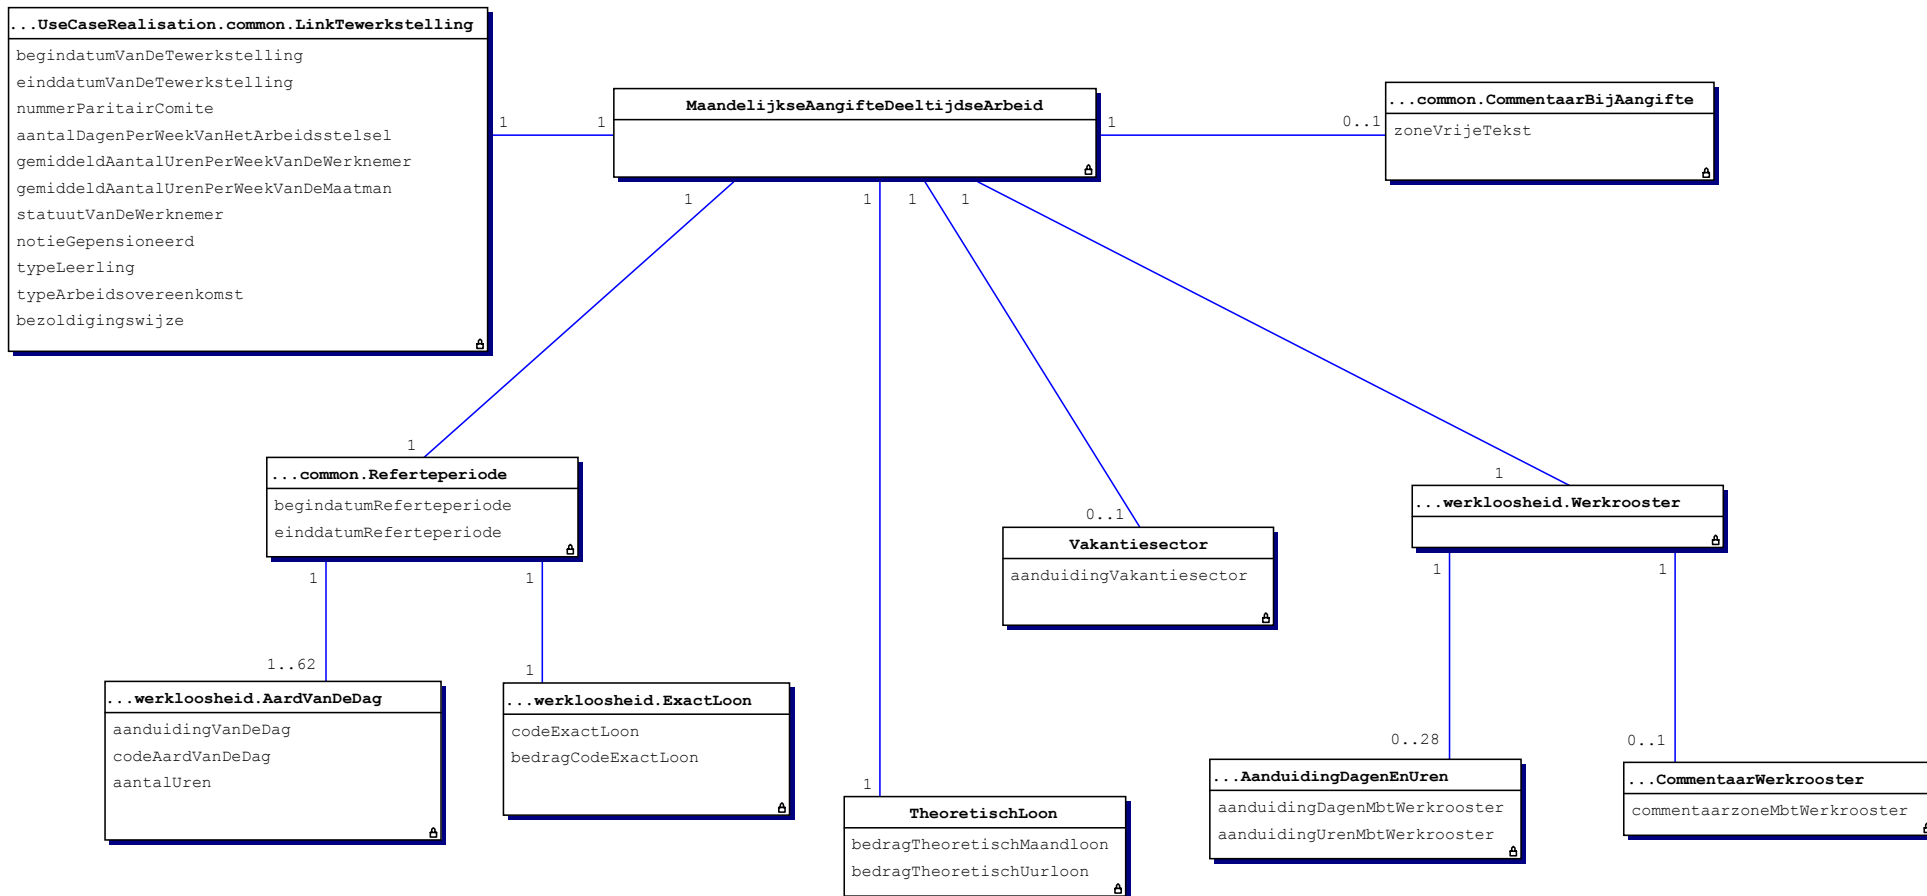 ...UseCaseRealisation.common.LinkTewerkstelling
begindatumVanDeTewerkstelling
einddatumVanDeTewerkstelling
nummerParitairComite
aantalDagenPerWeekVanHetArbeidsstelsel
gemiddeldAantalUrenPerWeekVanDeWerknemer
gemiddeldAantalUrenPerWeekVanDeMaatman
statuutVanDeWerknemer
notieGepensioneerd
typeLeerling
typeArbeidsovereenkomst
bezoldigingswijze
1
1
MaandelijkseAangifteDeeltijdseArbeid
1
0..1
...common.CommentaarBijAangifte
zoneVrijeTekst
1
1
1
1
1
...common.Referteperiode
begindatumReferteperiode
einddatumReferteperiode
1
1
1..62
1
...werkloosheid.AardVanDeDag
aanduidingVanDeDag
codeAardVanDeDag
aantalUren
...werkloosheid.ExactLoon
codeExactLoon
bedragCodeExactLoon
1
TheoretischLoon
bedragTheoretischMaandloon
bedragTheoretischUurloon
0..1
Vakantiesector
aanduidingVakantiesector
1
...werkloosheid.Werkrooster
1
1
0..28
0..1
...AanduidingDagenEnUren
aanduidingDagenMbtWerkrooster
aanduidingUrenMbtWerkrooster
...CommentaarWerkrooster
commentaarzoneMbtWerkrooster